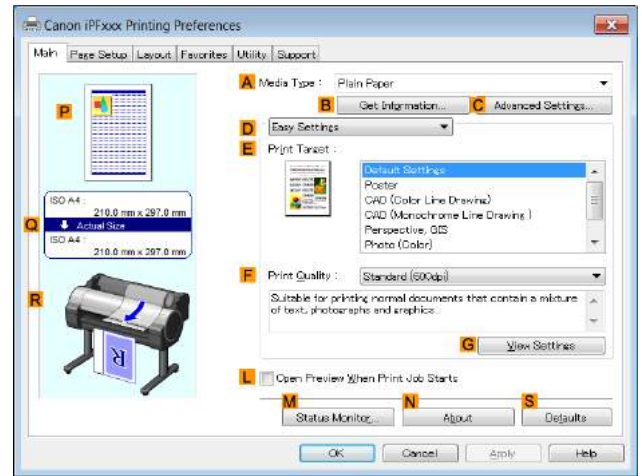 Canon iPFxxx Printing Preferences
Main Page Setup Layout Favorites Utility Support
A Media Type : Plain Paper
B Get Information... C Advanced Settings...
D Easy Settings
E Print Target :
Default Settings
Poster
CAD (Color Line Drawing)
CAD (Monochrome Line Drawing )
Perspective, GIS
Photo (Color)
P
ISO A4 :
210.0 mm x 297.0 mm
Q Actual Size
ISO A4 :
210.0 mm x 297.0 mm
R
R
F Print Quality : Standard (600dpi)
Suitable for printing normal documents that contain a mixture
of text, photographs and graphics.
G View Settings
L Open Preview When Print Job Starts
M N S
Status Monitor... About Defaults
OK Cancel Apply Help